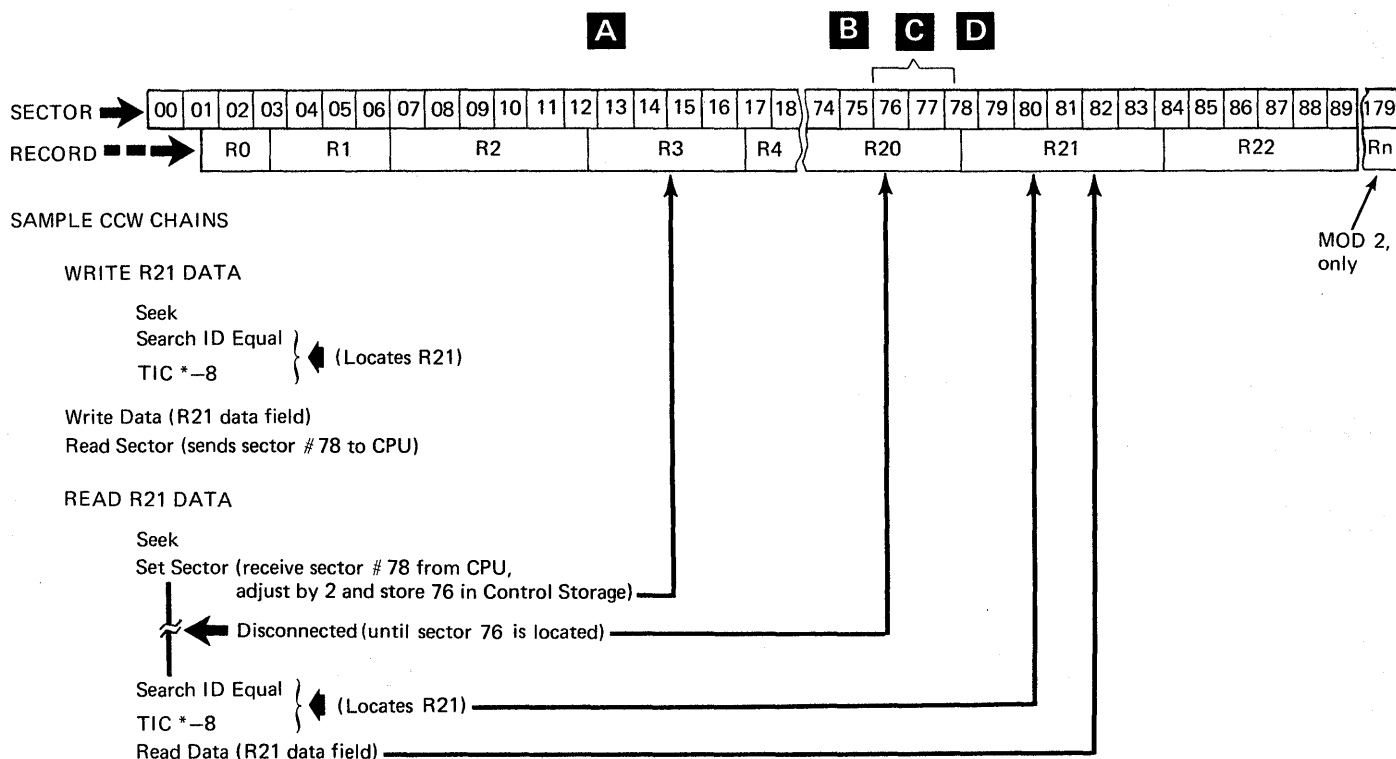 A B C D
SECTOR 00 01 02 03 04 05 06 07 08 09 10 11 12 13 14 15 16 17 18 74 75 76 77 78 79 80 81 82 83 84 85 86 87 88 89 179
RECORD R0 R1 R2 R3 R4 R20 R21 R22 Rn
SAMPLE CCW CHAINS
MOD 2,
only
WRITE R21 DATA
Seek
Search ID Equal
(Locates R21)
TIC *–8
Write Data (R21 data field)
Read Sector (sends sector #78 to CPU)
READ R21 DATA
Seek
Set Sector (receive sector #78 from CPU,
adjust by 2 and store 76 in Control Storage)
Disconnected (until sector 76 is located)
Search ID Equal
(Locates R21)
TIC *–8
Read Data (R21 data field)